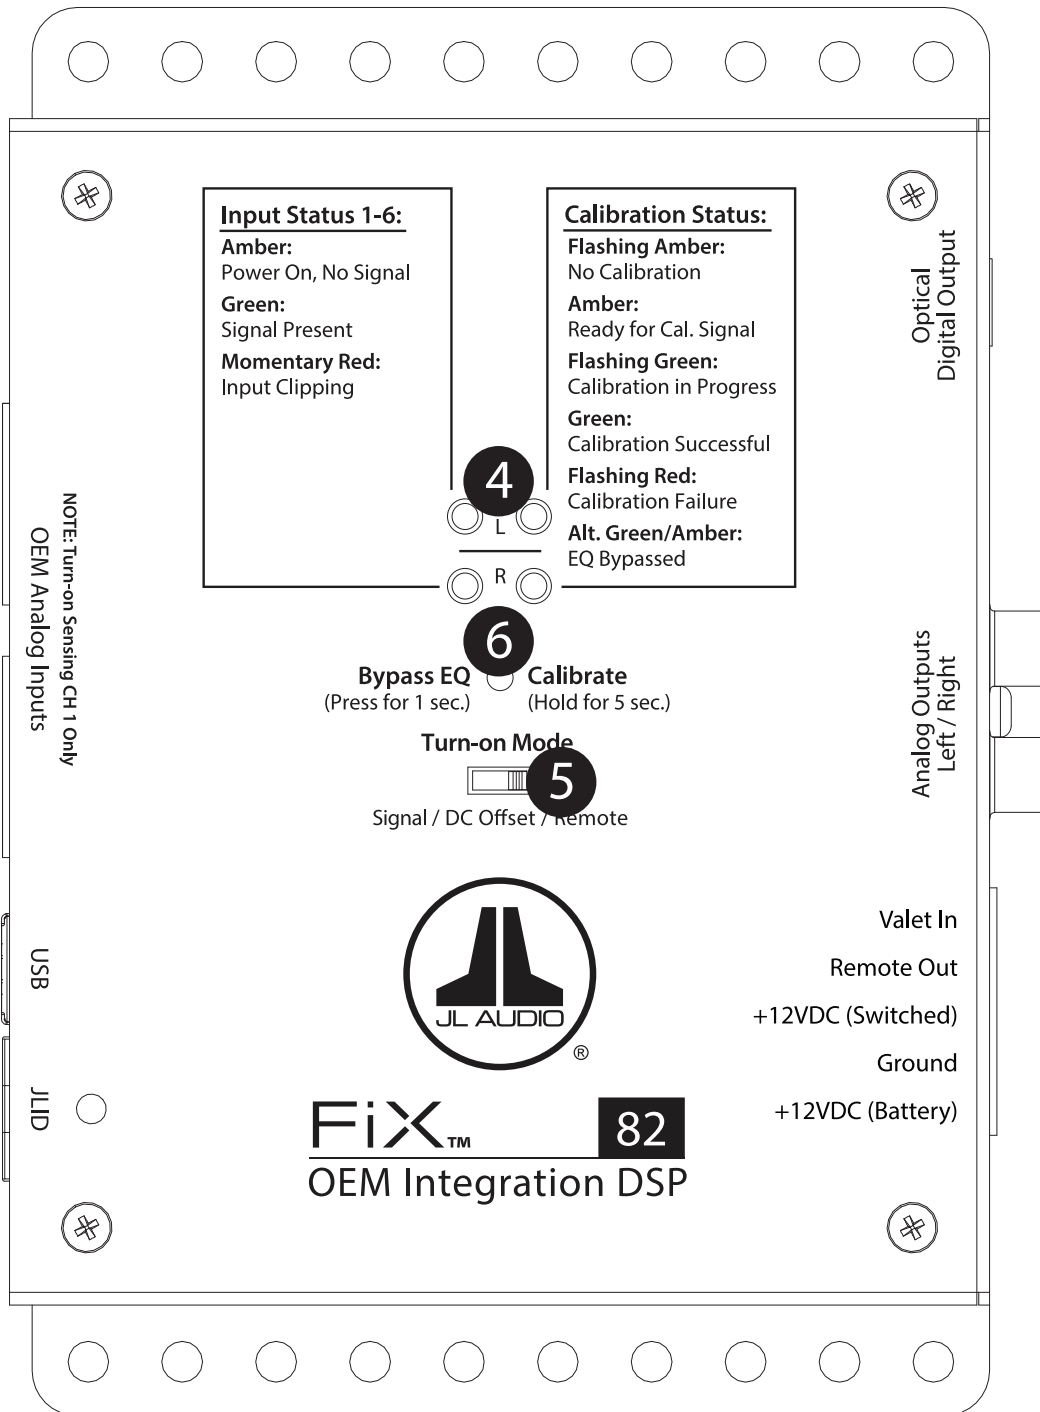 Input Status 1-6:
Amber:
Power On, No Signal
Green:
Signal Present
Momentary Red:
Input Clipping
Calibration Status:
Flashing Amber:
No Calibration
Amber:
Ready for Cal. Signal
Flashing Green:
Calibration in Progress
Green:
Calibration Successful
Flashing Red:
Calibration Failure
Alt. Green/Amber:
EQ Bypassed
Optical
Digital Output
NOTE: Turn-on Sensing CH 1 Only
OEM Analog Inputs
4
L
R
6
Bypass EQ
(Press for 1 sec.)
Calibrate
(Hold for 5 sec.)
Turn-on Mode
5
Signal / DC Offset / Remote
Analog Outputs
Left / Right
USB
JLID
JL AUDIO
®
Valet In
Remote Out
+12VDC (Switched)
Ground
+12VDC (Battery)
FiX™ 82
OEM Integration DSP